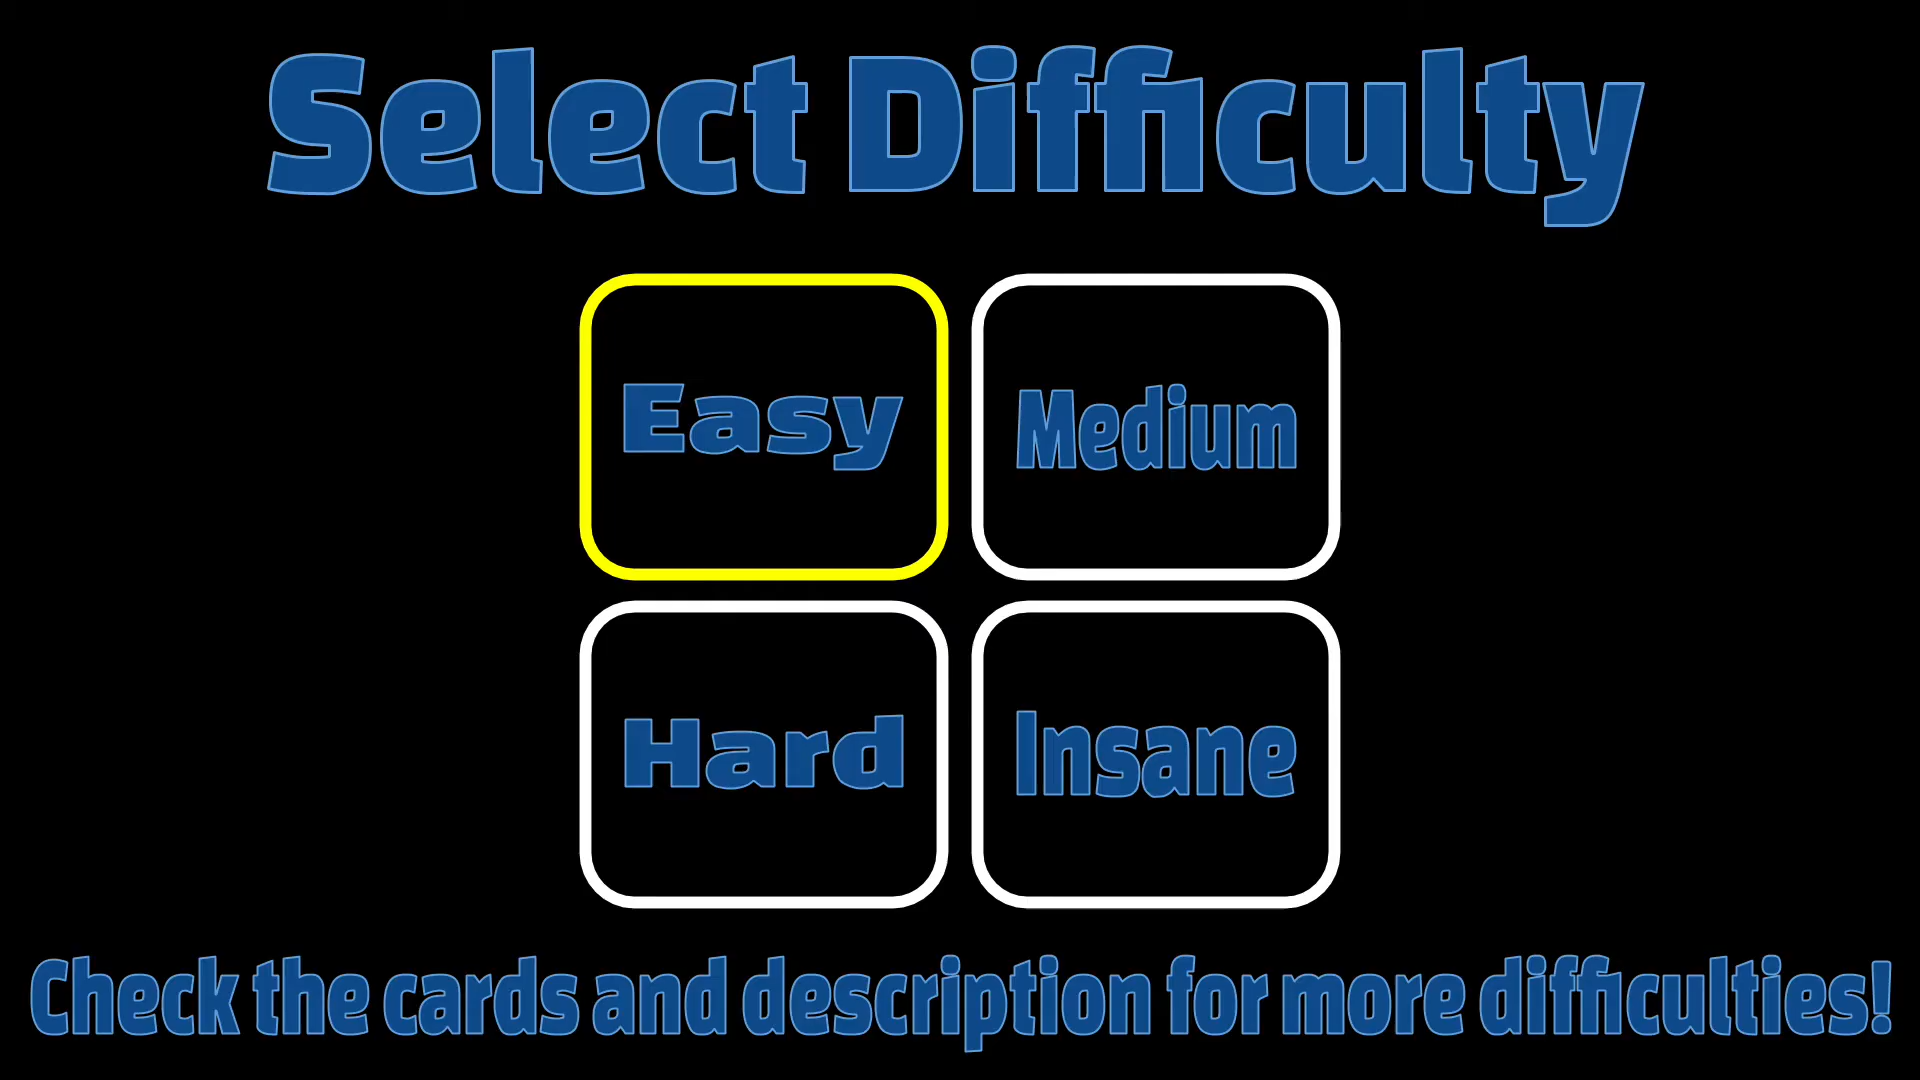 Select Difficulty
Easy
Medium
Hard
Insane
Check the cards and description for more difficulties!